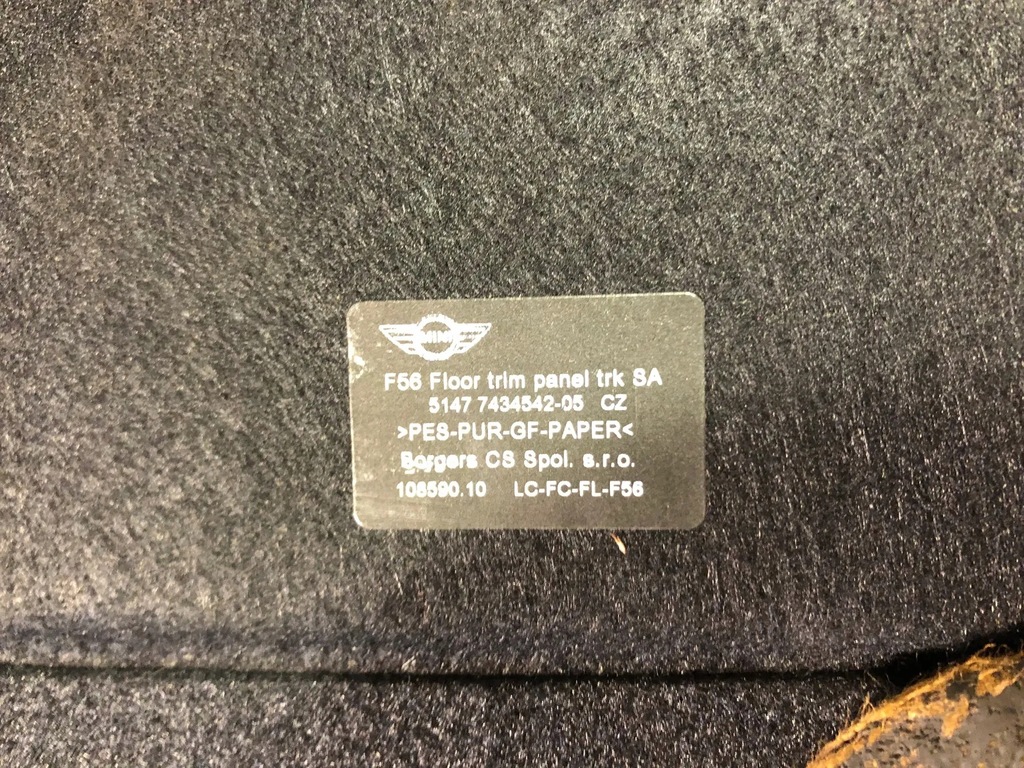 MINI
F56 Floor trim panel trk SA
5147 7434542-05 CZ
>PES-PUR-GF-PAPER<
Borgers CS Spol. s.r.o.
108590.10 LC-FC-FL-F56